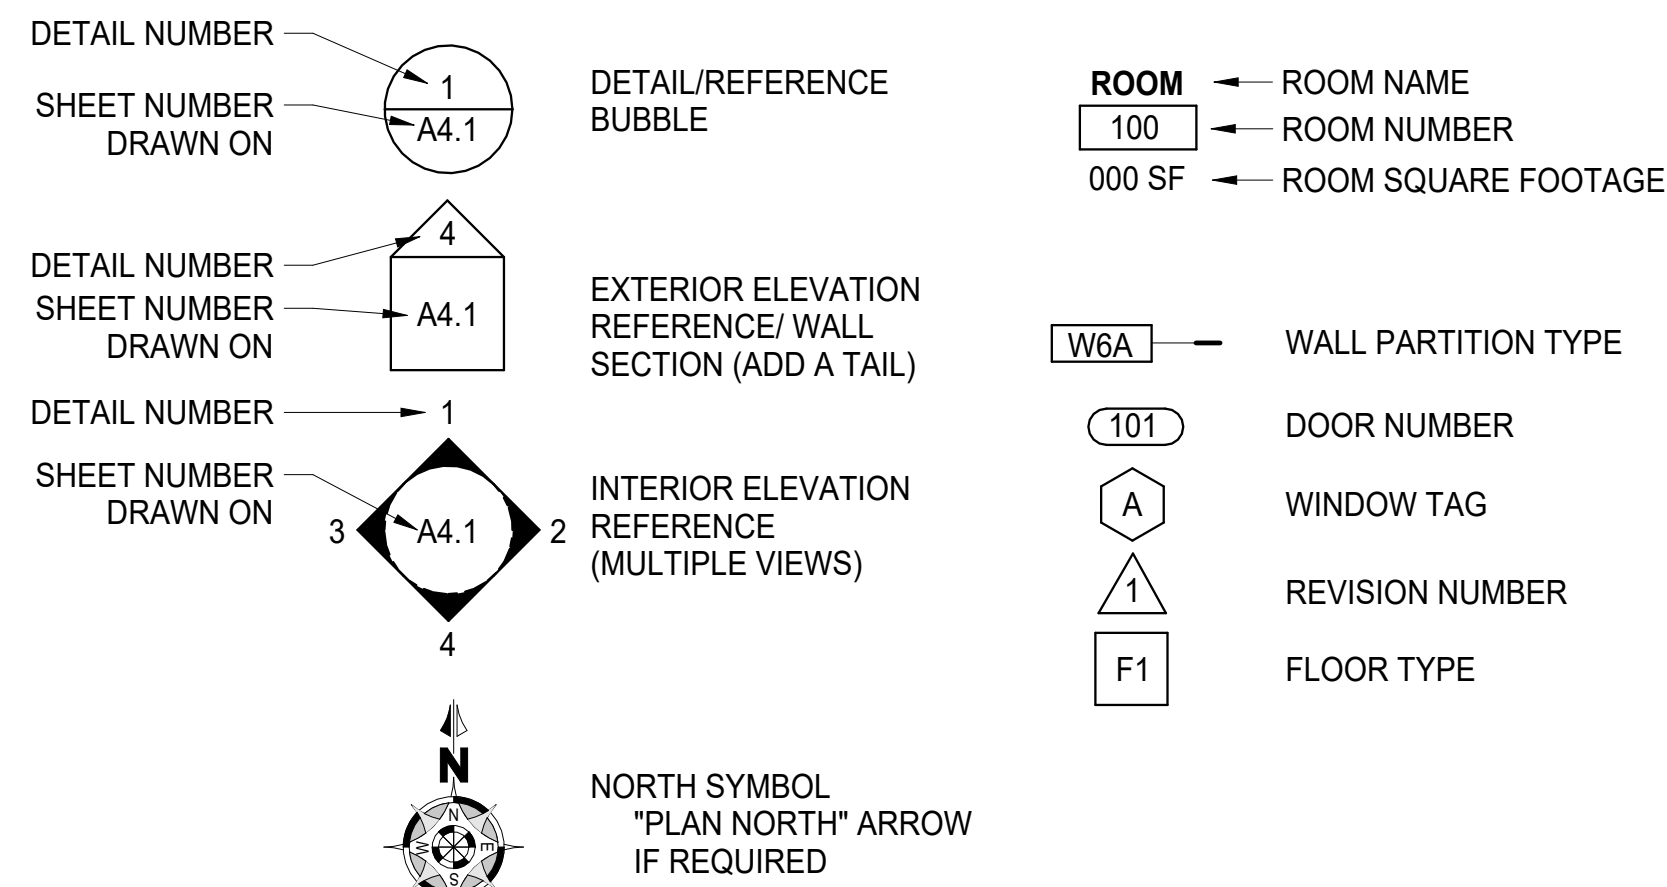 DETAIL NUMBER
1
SHEET NUMBER
DRAWN ON
A4.1
DETAIL/REFERENCE
BUBBLE
4
DETAIL NUMBER
SHEET NUMBER
DRAWN ON
A4.1
EXTERIOR ELEVATION
REFERENCE/ WALL
SECTION (ADD A TAIL)
DETAIL NUMBER
1
SHEET NUMBER
DRAWN ON
3
A4.1
2
4
INTERIOR ELEVATION
REFERENCE
(MULTIPLE VIEWS)
N
N
W
E
S
NORTH SYMBOL
"PLAN NORTH" ARROW
IF REQUIRED
ROOM
ROOM NAME
100
ROOM NUMBER
000 SF
ROOM SQUARE FOOTAGE
W6A
WALL PARTITION TYPE
101
DOOR NUMBER
A
WINDOW TAG
1
REVISION NUMBER
F1
FLOOR TYPE